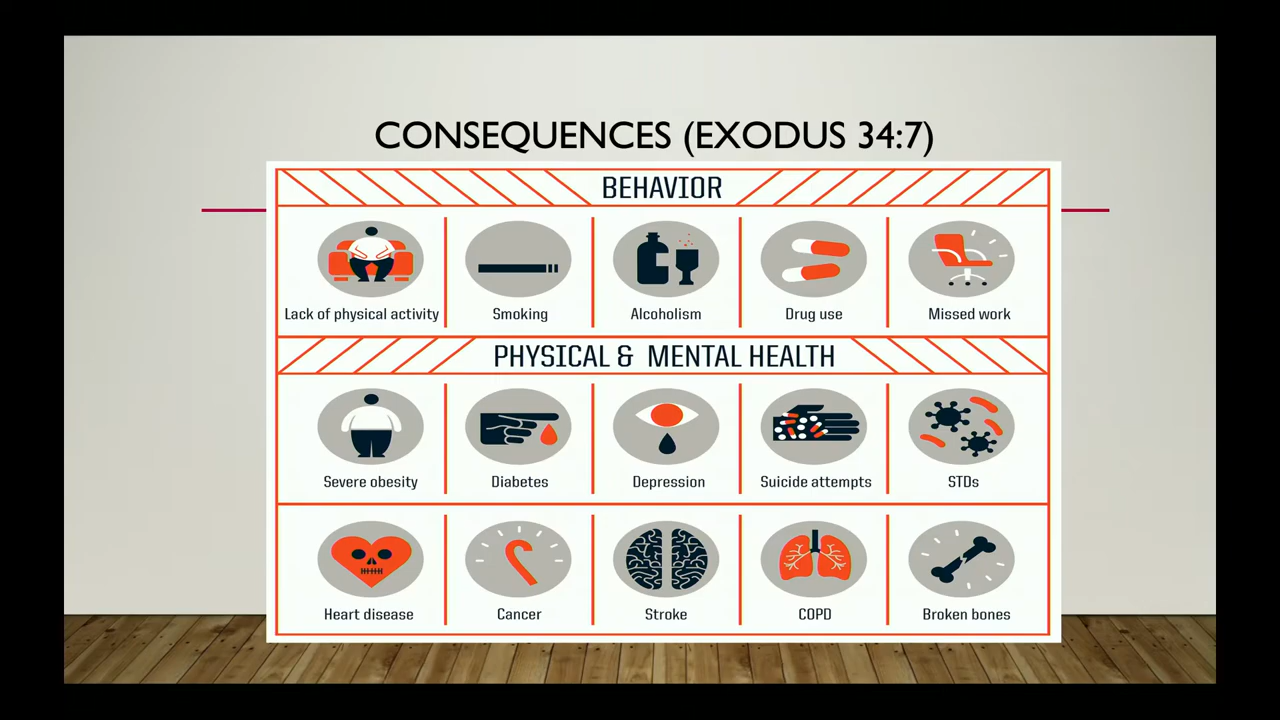 CONSEQUENCES (EXODUS 34:7)
BEHAVIOR
Lack of physical activity
Smoking
Alcoholism
Drug use
Missed work
PHYSICAL & MENTAL HEALTH
Severe obesity
Diabetes
Depression
Suicide attempts
STDs
Heart disease
Cancer
Stroke
COPD
Broken bones